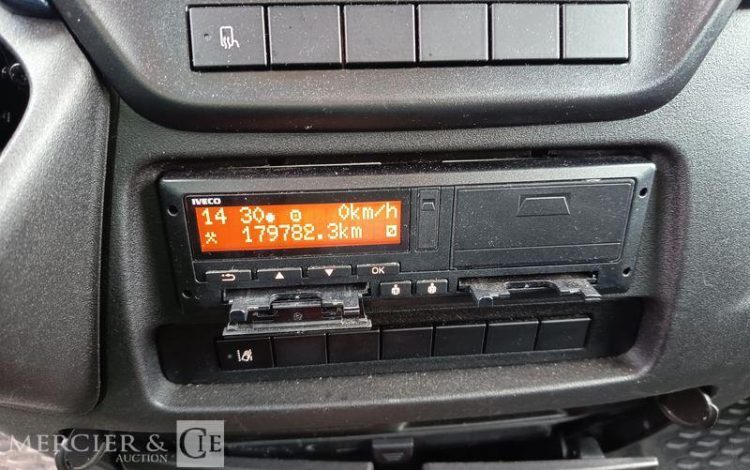 IVECO
14 30 0km/h
179782.3km
OK
MERCIER & CIE
AUCTION